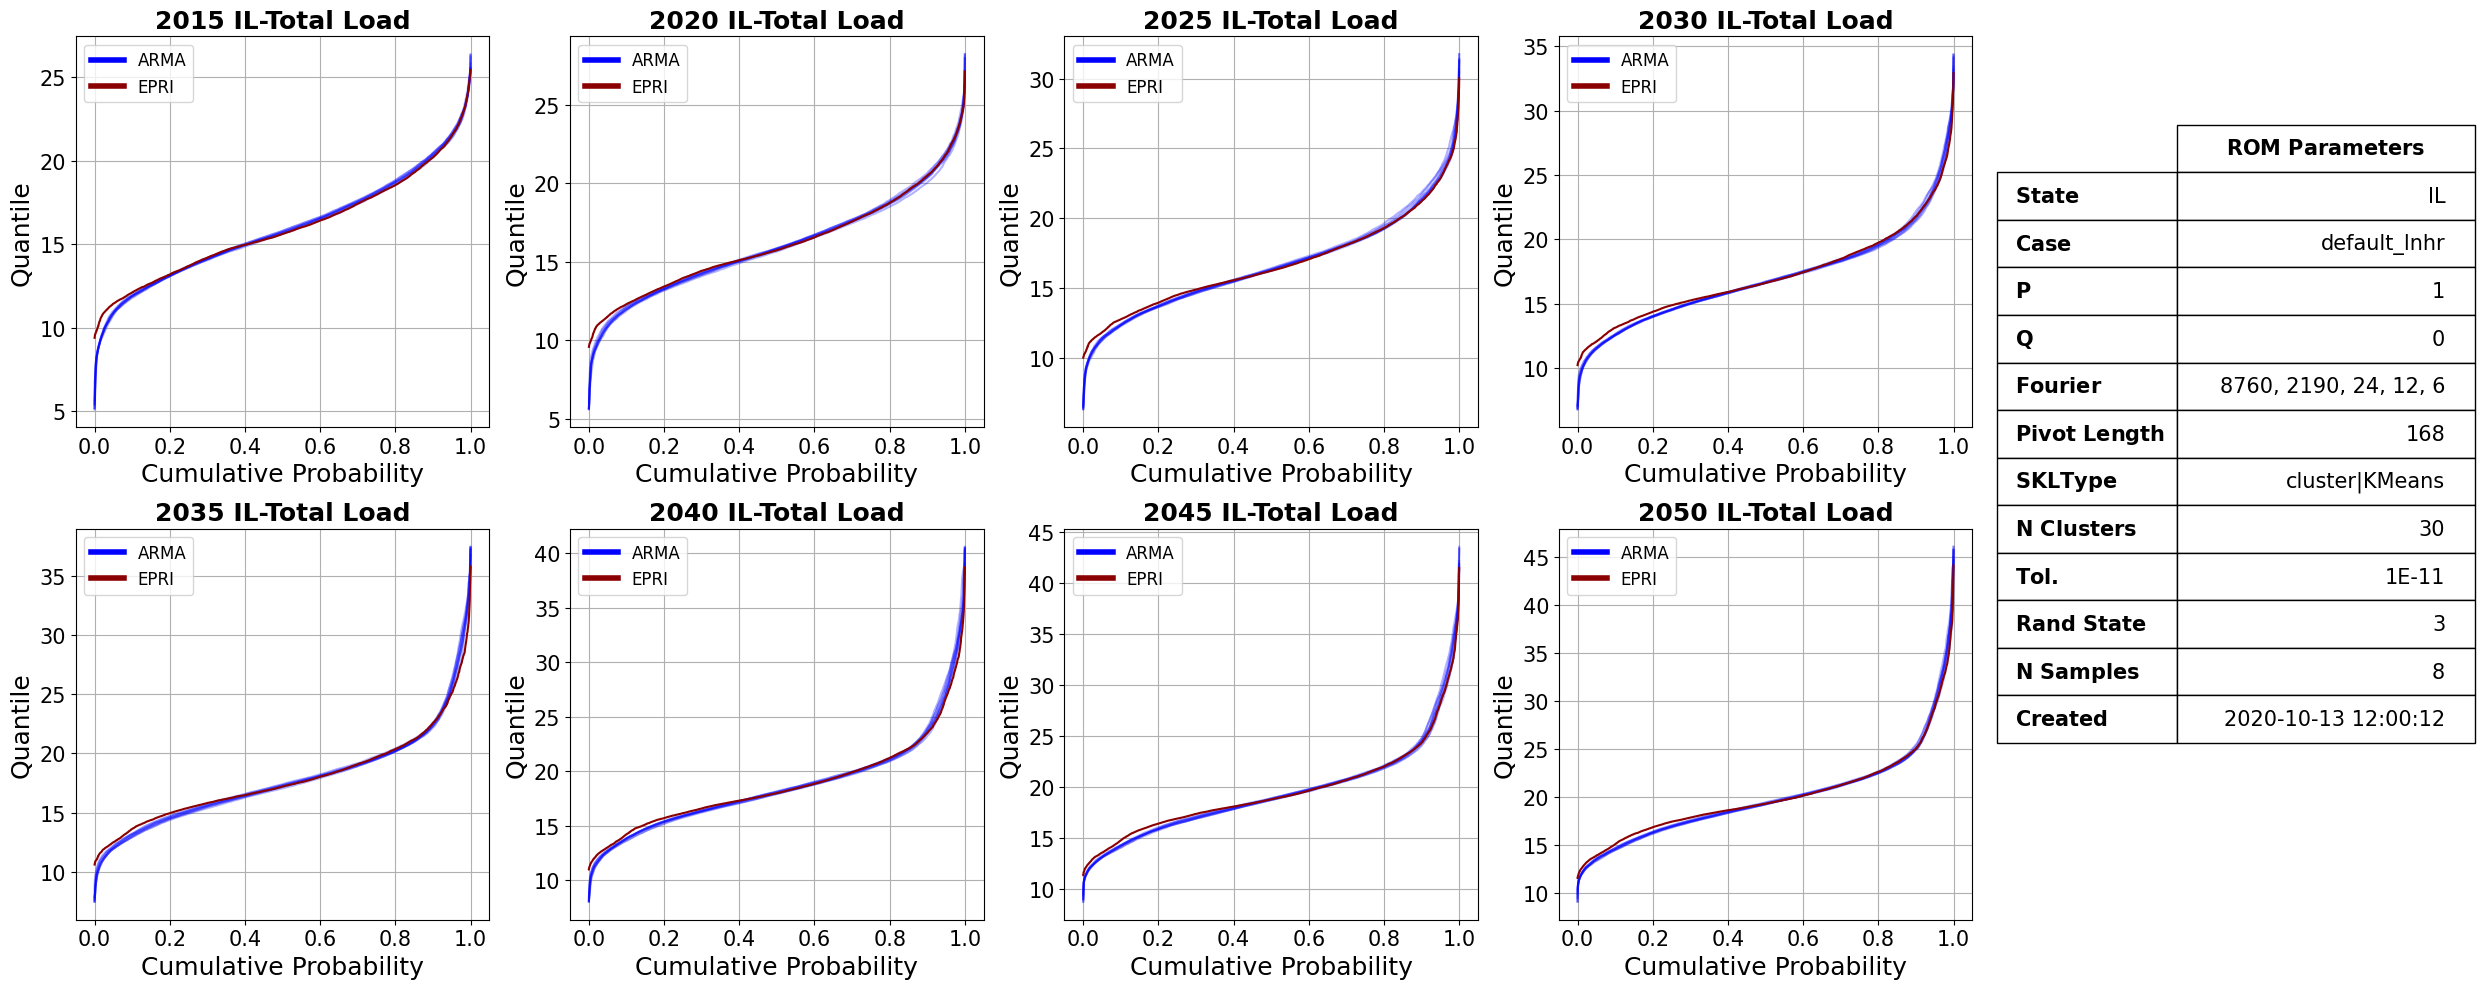 2015 IL-Total Load
ARMA
EPRI
Quantile
25
20
15
10
5
0.0 0.2 0.4 0.6 0.8 1.0
Cumulative Probability
2020 IL-Total Load
ARMA
EPRI
Quantile
25
20
15
10
5
0.0 0.2 0.4 0.6 0.8 1.0
Cumulative Probability
2025 IL-Total Load
ARMA
EPRI
Quantile
30
25
20
15
10
0.0 0.2 0.4 0.6 0.8 1.0
Cumulative Probability
2030 IL-Total Load
ARMA
EPRI
Quantile
35
30
25
20
15
10
0.0 0.2 0.4 0.6 0.8 1.0
Cumulative Probability
2035 IL-Total Load
ARMA
EPRI
Quantile
35
30
25
20
15
10
0.0 0.2 0.4 0.6 0.8 1.0
Cumulative Probability
2040 IL-Total Load
ARMA
EPRI
Quantile
40
35
30
25
20
15
10
0.0 0.2 0.4 0.6 0.8 1.0
Cumulative Probability
2045 IL-Total Load
ARMA
EPRI
Quantile
45
40
35
30
25
20
15
10
0.0 0.2 0.4 0.6 0.8 1.0
Cumulative Probability
2050 IL-Total Load
ARMA
EPRI
Quantile
45
40
35
30
25
20
15
10
0.0 0.2 0.4 0.6 0.8 1.0
Cumulative Probability
ROM Parameters
State IL
Case default_lnhr
P 1
Q 0
Fourier 8760, 2190, 24, 12, 6
Pivot Length 168
SKLType cluster|KMeans
N Clusters 30
Tol. 1E-11
Rand State 3
N Samples 8
Created 2020-10-13 12:00:12